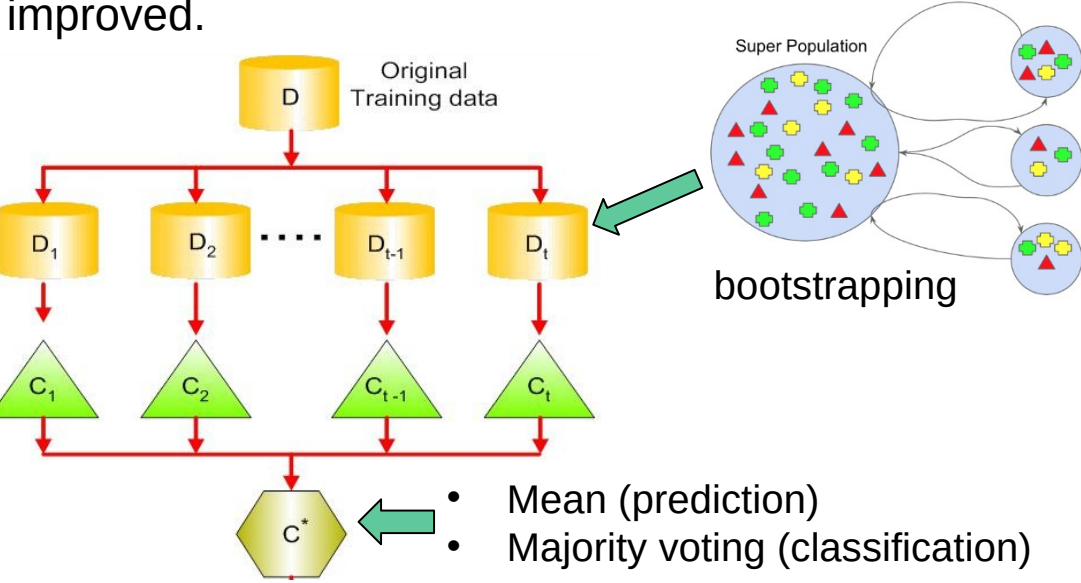 improved.
Super Population
Original
Training data
D
D1
D2
....
Dt-1
Dt
bootstrapping
C1
C2
Ct-1
Ct
C*
• Mean (prediction)
• Majority voting (classification)